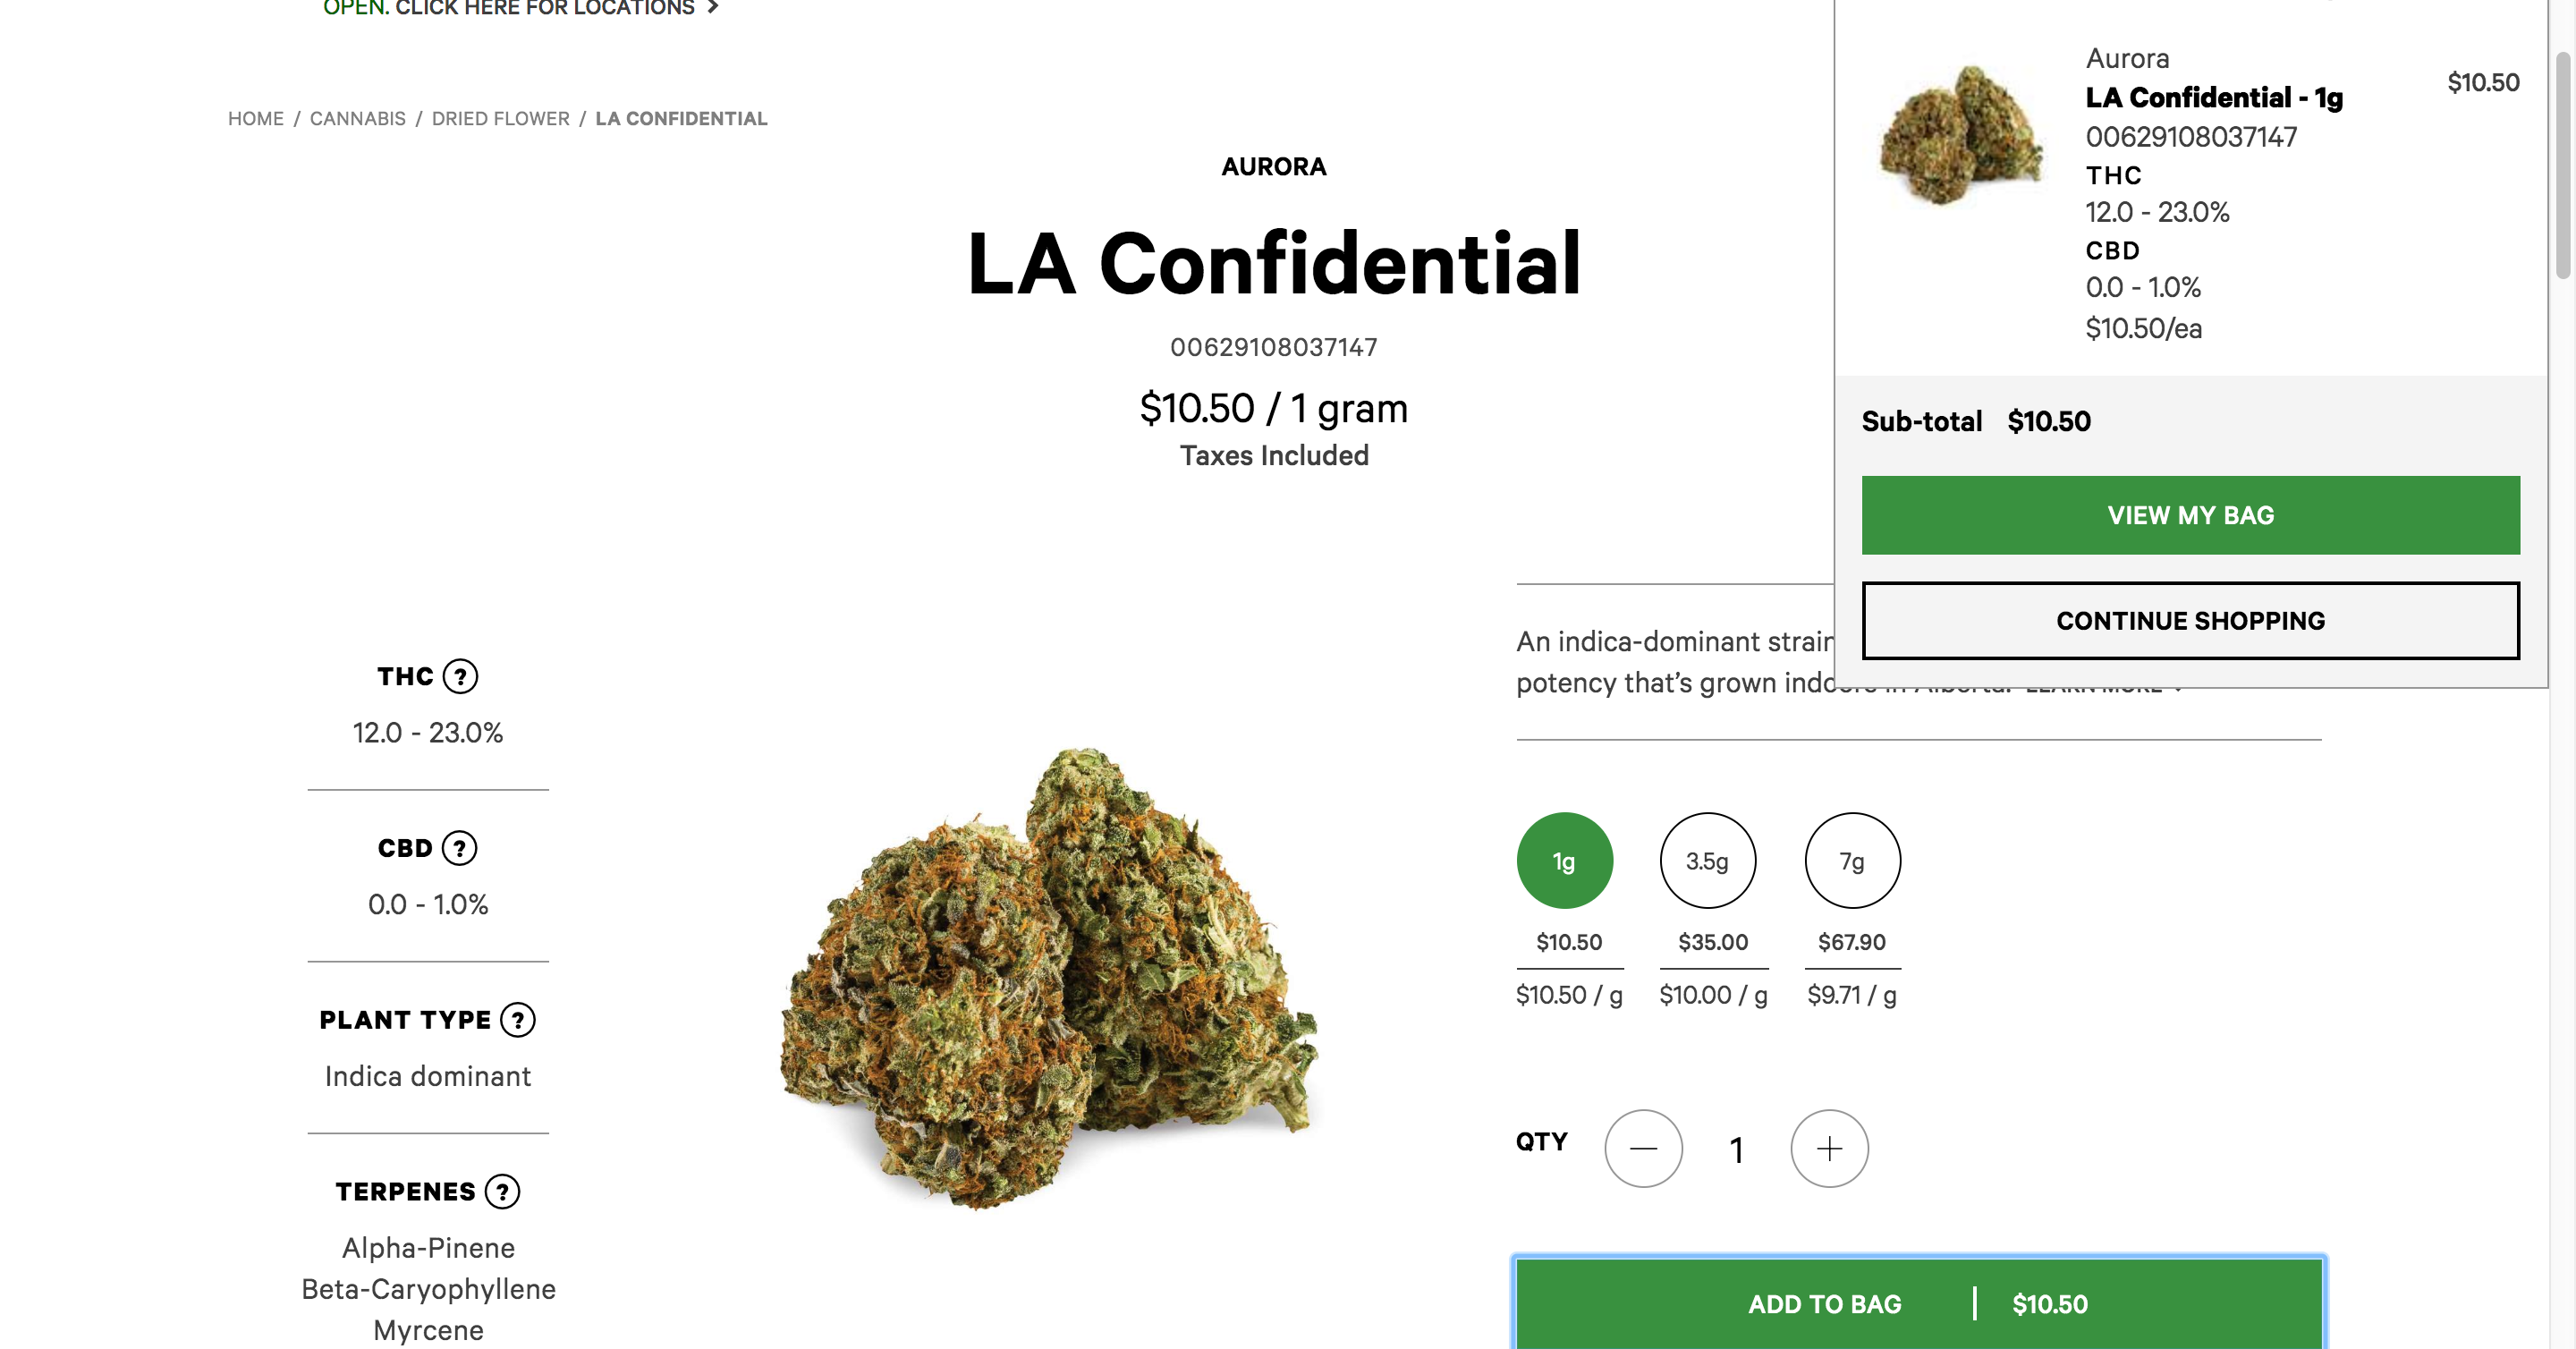 OPEN. CLICK HERE FOR LOCATIONS >
HOME / CANNABIS / DRIED FLOWER / LA CONFIDENTIAL
AURORA
LA Confidential
00629108037147
$10.50 / 1 gram
Taxes Included
Aurora
LA Confidential - 1g
$10.50
00629108037147
THC
12.0 - 23.0%
CBD
0.0 - 1.0%
$10.50/ea
Sub-total $10.50
VIEW MY BAG
CONTINUE SHOPPING
THC ?
12.0 - 23.0%
CBD ?
0.0 - 1.0%
PLANT TYPE ?
Indica dominant
TERPENES ?
Alpha-Pinene
Beta-Caryophyllene
Myrcene
An indica-dominant strain
potency that’s grown indoors in Alberta. LEARN MORE
1g 3.5g 7g
$10.50 $35.00 $67.90
$10.50 / g $10.00 / g $9.71 / g
QTY — 1 +
ADD TO BAG | $10.50